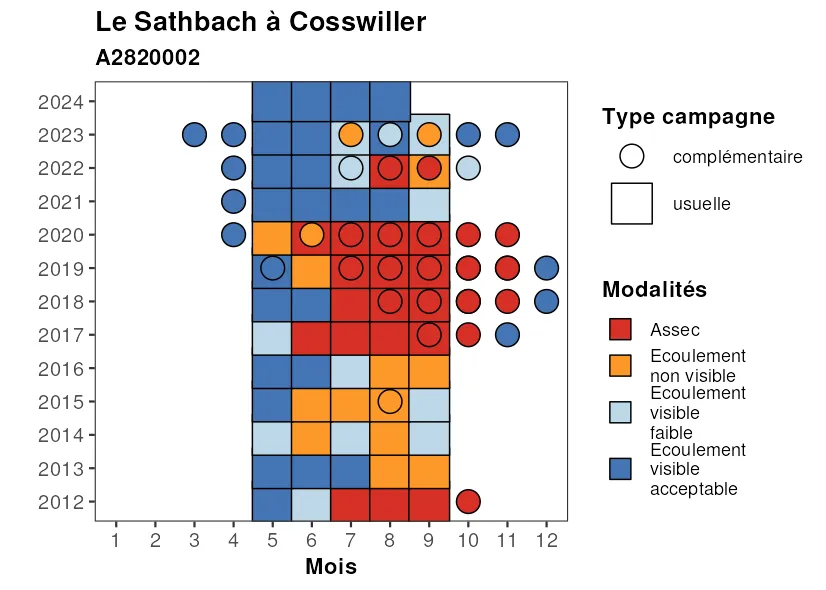 Le Sathbach à Cosswiller
A2820002
2024
2023
2022
2021
2020
2019
2018
2017
2016
2015
2014
2013
2012
1 2 3 4 5 6 7 8 9 10 11 12
Mois
Type campagne
complémentaire
usuelle
Modalités
Assec
Ecoulement
non visible
Ecoulement
visible
faible
Ecoulement
visible
acceptable